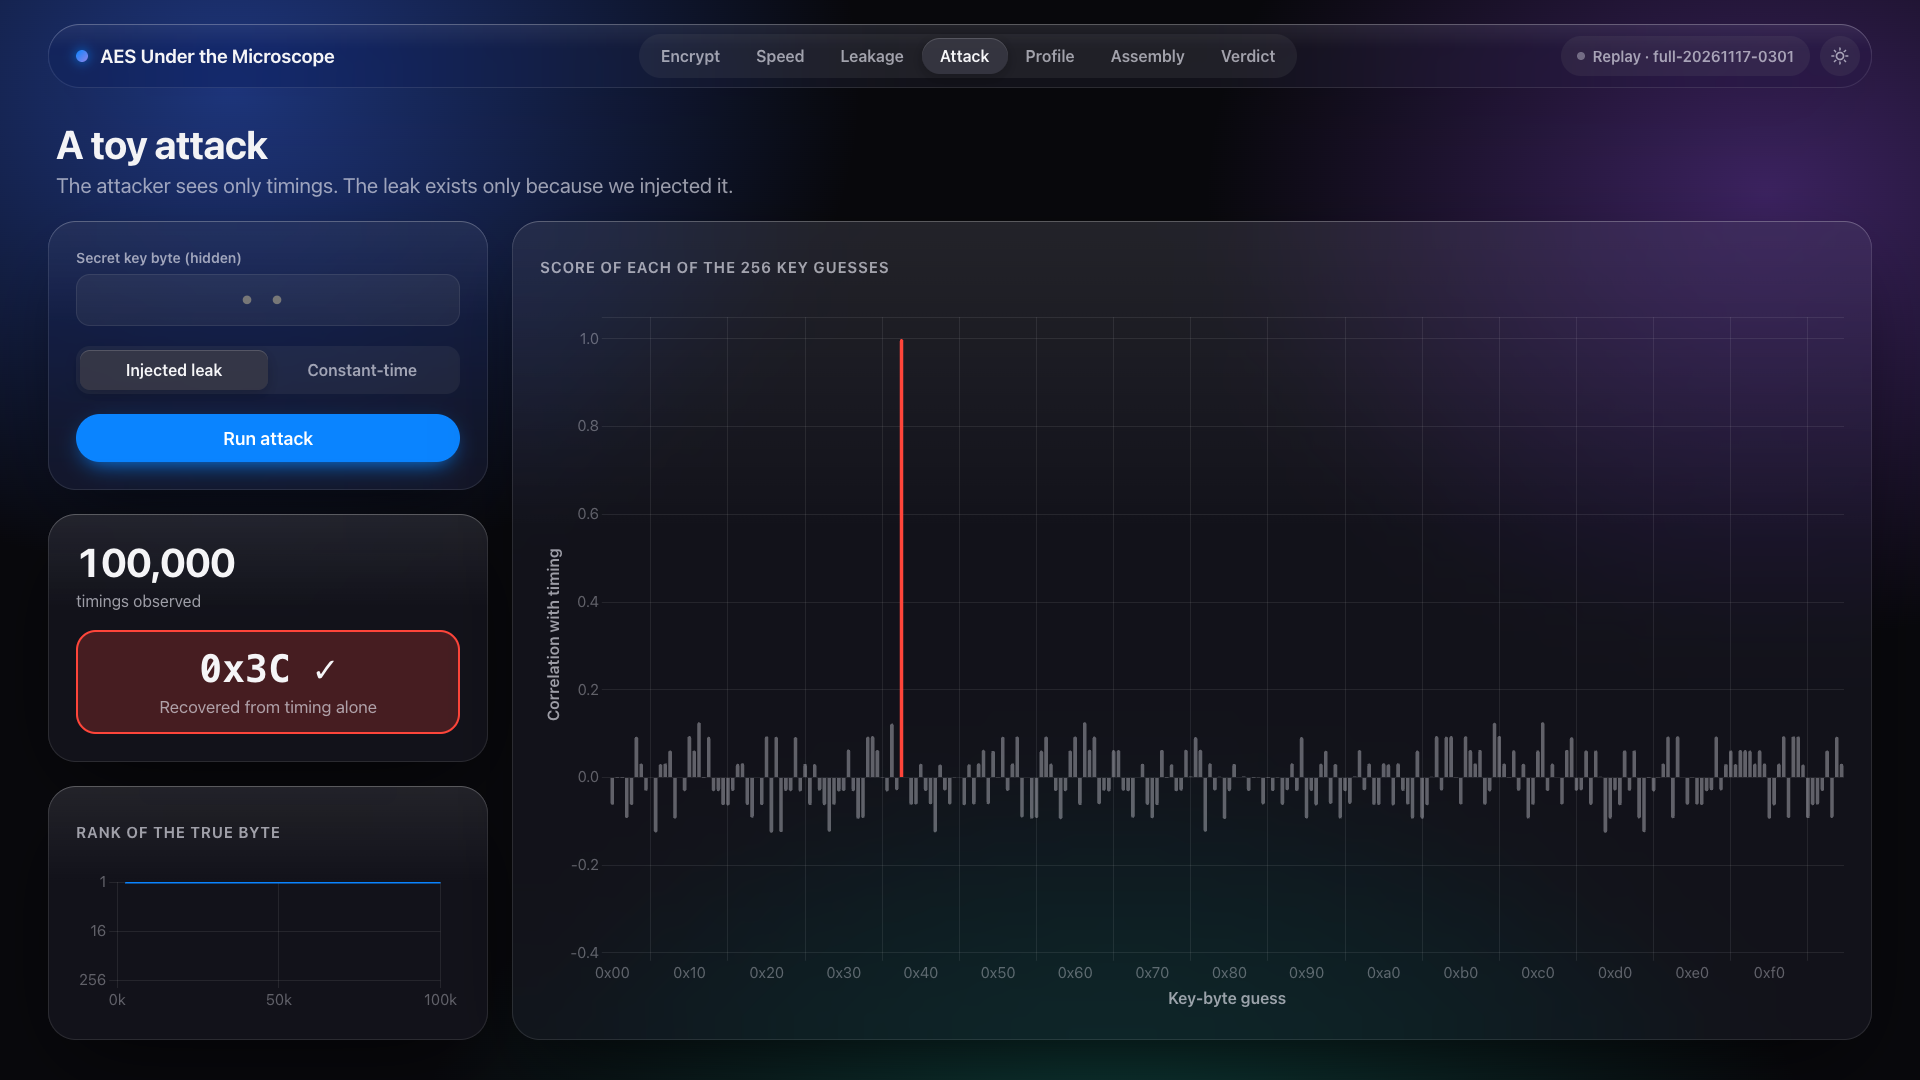 AES Under the Microscope
Encrypt
Speed
Leakage
Attack
Profile
Assembly
Verdict
Replay · full-20261117-0301
A toy attack
The attacker sees only timings. The leak exists only because we injected it.
Secret key byte (hidden)
• •
Injected leak
Constant-time
Run attack
100,000
timings observed
0x3C ✓
Recovered from timing alone
RANK OF THE TRUE BYTE
1
16
256
0k
50k
100k
SCORE OF EACH OF THE 256 KEY GUESSES
Correlation with timing
1.0
0.8
0.6
0.4
0.2
0.0
-0.2
-0.4
0x00
0x10
0x20
0x30
0x40
0x50
0x60
0x70
0x80
0x90
0xa0
0xb0
0xc0
0xd0
0xe0
0xf0
Key-byte guess